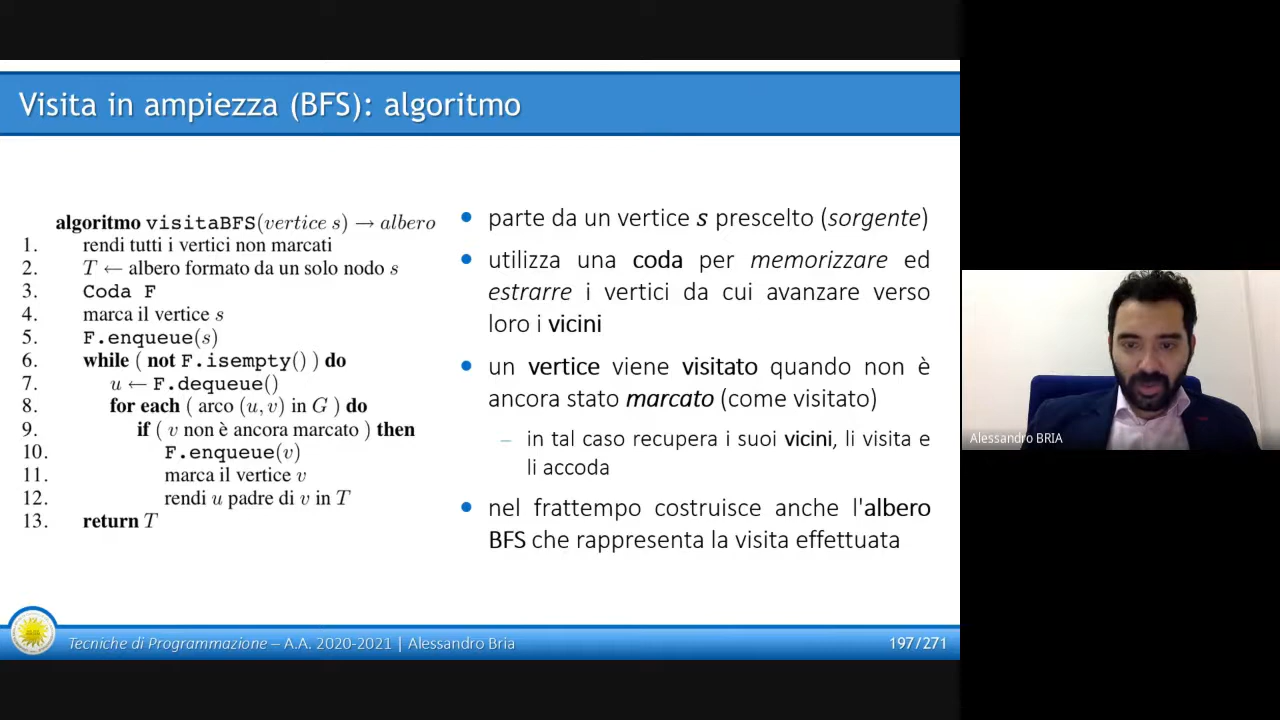 Visita in ampiezza (BFS): algoritmo
algoritmo visitaBFS(vertice s) → albero
1. rendi tutti i vertici non marcati
2. T ← albero formato da un solo nodo s
3. Coda F
4. marca il vertice s
5. F.enqueue(s)
6. while ( not F.isempty() ) do
7. u ← F.dequeue()
8. for each ( arco (u, v) in G ) do
9. if ( v non è ancora marcato ) then
10. F.enqueue(v)
11. marca il vertice v
12. rendi u padre di v in T
13. return T
• parte da un vertice s prescelto (sorgente)
• utilizza una coda per memorizzare ed
estrarre i vertici da cui avanzare verso
loro i vicini
• un vertice viene visitato quando non è
ancora stato marcato (come visitato)
– in tal caso recupera i suoi vicini, li visita e
li accoda
• nel frattempo costruisce anche l'albero
BFS che rappresenta la visita effettuata
Alessandro BRIA
Tecniche di Programmazione – A.A. 2020-2021 | Alessandro Bria
197/271